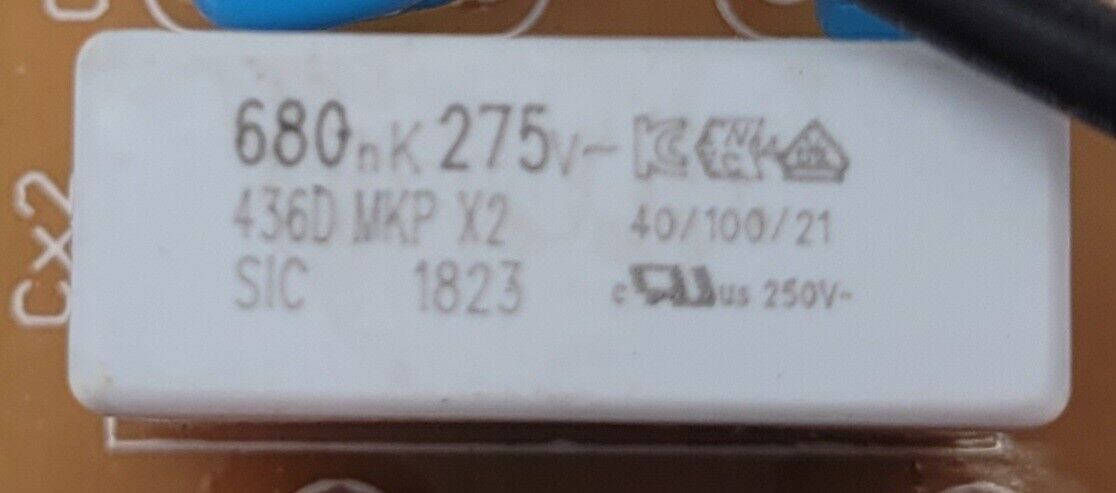 680nK 275V~
436D MKP X2 40/100/21
SIC 1823 c us 250V~
CX2